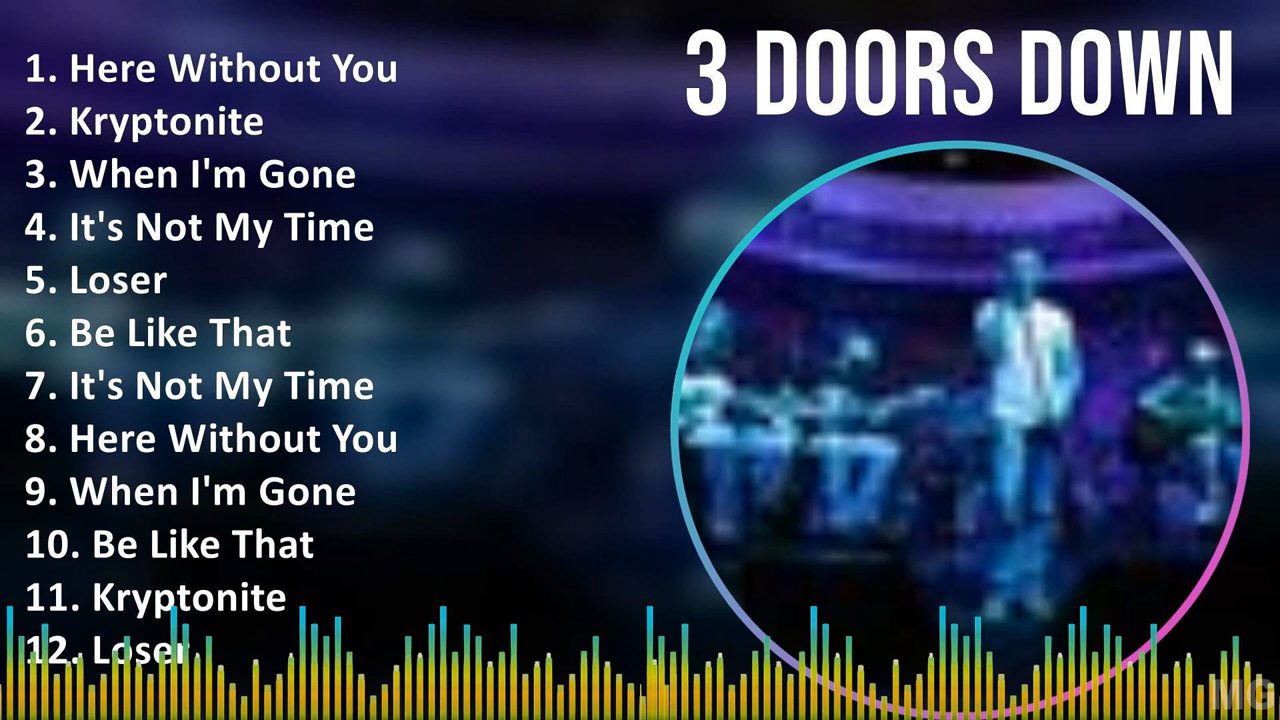 3 DOORS DOWN
1. Here Without You
2. Kryptonite
3. When I'm Gone
4. It's Not My Time
5. Loser
6. Be Like That
7. It's Not My Time
8. Here Without You
9. When I'm Gone
10. Be Like That
11. Kryptonite
12. Loser
MG